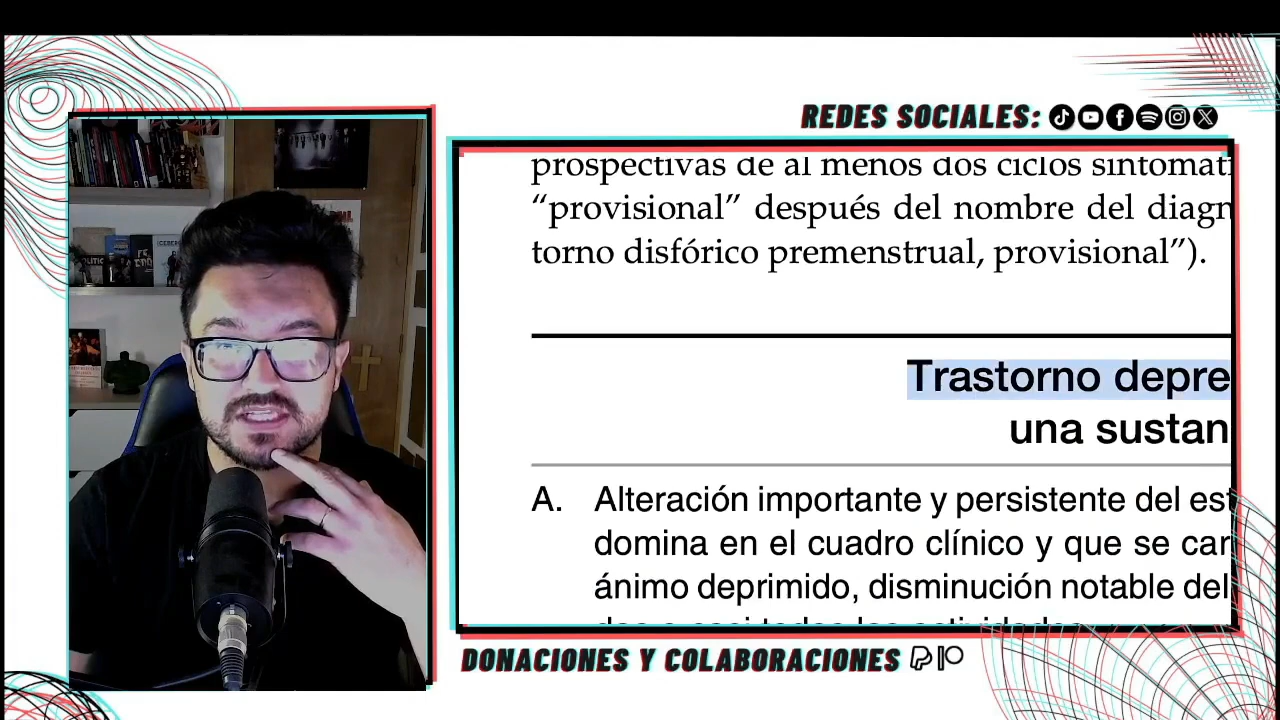 REDES SOCIALES:
prospectivas de al menos dos ciclos
“provisional” después del nombre del
torno disfórico premenstrual, provisional”).
Trastorno depre
una sustan
A. Alteración importante y persistente del est
domina en el cuadro clínico y que se car
ánimo deprimido, disminución notable del
DONACIONES Y COLABORACIONES